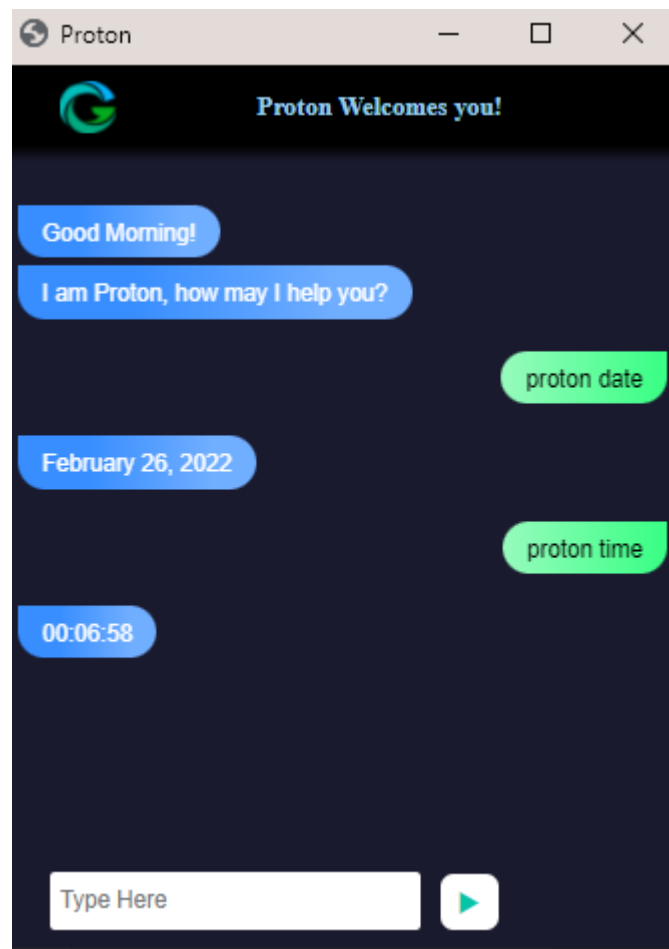 Proton
Proton Welcomes you!
Good Morning!
I am Proton, how may I help you?
proton date
February 26, 2022
proton time
00:06:58
Type Here